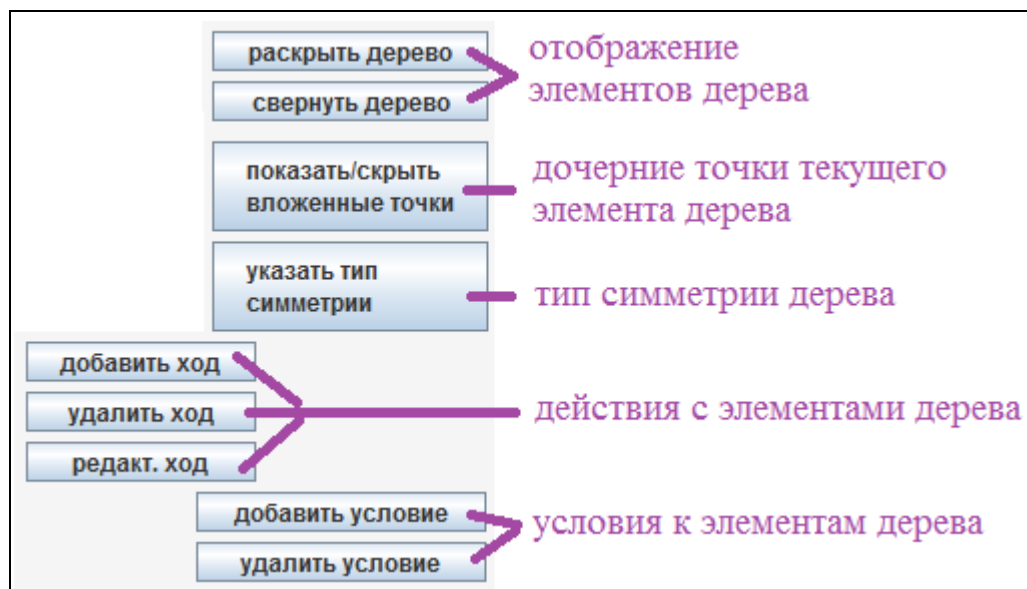 раскрыть дерево
свернуть дерево
отображение
элементов дерева
показать/скрыть
вложенные точки
дочерние точки текущего
элемента дерева
указать тип
симметрии
тип симметрии дерева
добавить ход
удалить ход
редакт. ход
действия с элементами дерева
добавить условие
удалить условие
условия к элементам дерева